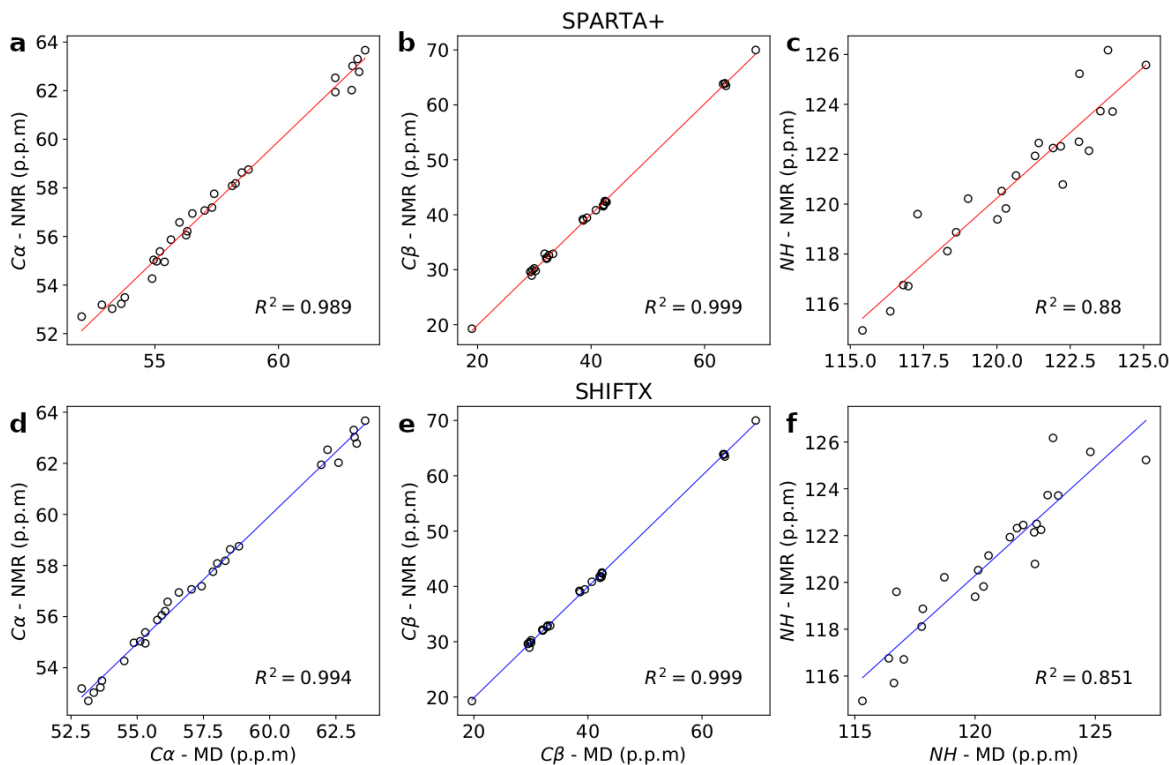 SPARTA+
a
b
c
64
62
60
58
56
54
52
Cα - NMR (p.p.m)
R² = 0.989
55
60
70
60
50
40
30
20
Cβ - NMR (p.p.m)
R² = 0.999
20
40
60
126
124
122
120
118
116
NH - NMR (p.p.m)
R² = 0.88
115.0
117.5
120.0
122.5
125.0
SHIFTX
d
e
f
64
62
60
58
56
54
Cα - NMR (p.p.m)
R² = 0.994
52.5
55.0
57.5
60.0
62.5
Cα - MD (p.p.m)
70
60
50
40
30
20
Cβ - NMR (p.p.m)
R² = 0.999
20
40
60
Cβ - MD (p.p.m)
126
124
122
120
118
116
NH - NMR (p.p.m)
R² = 0.851
115
120
125
NH - MD (p.p.m)